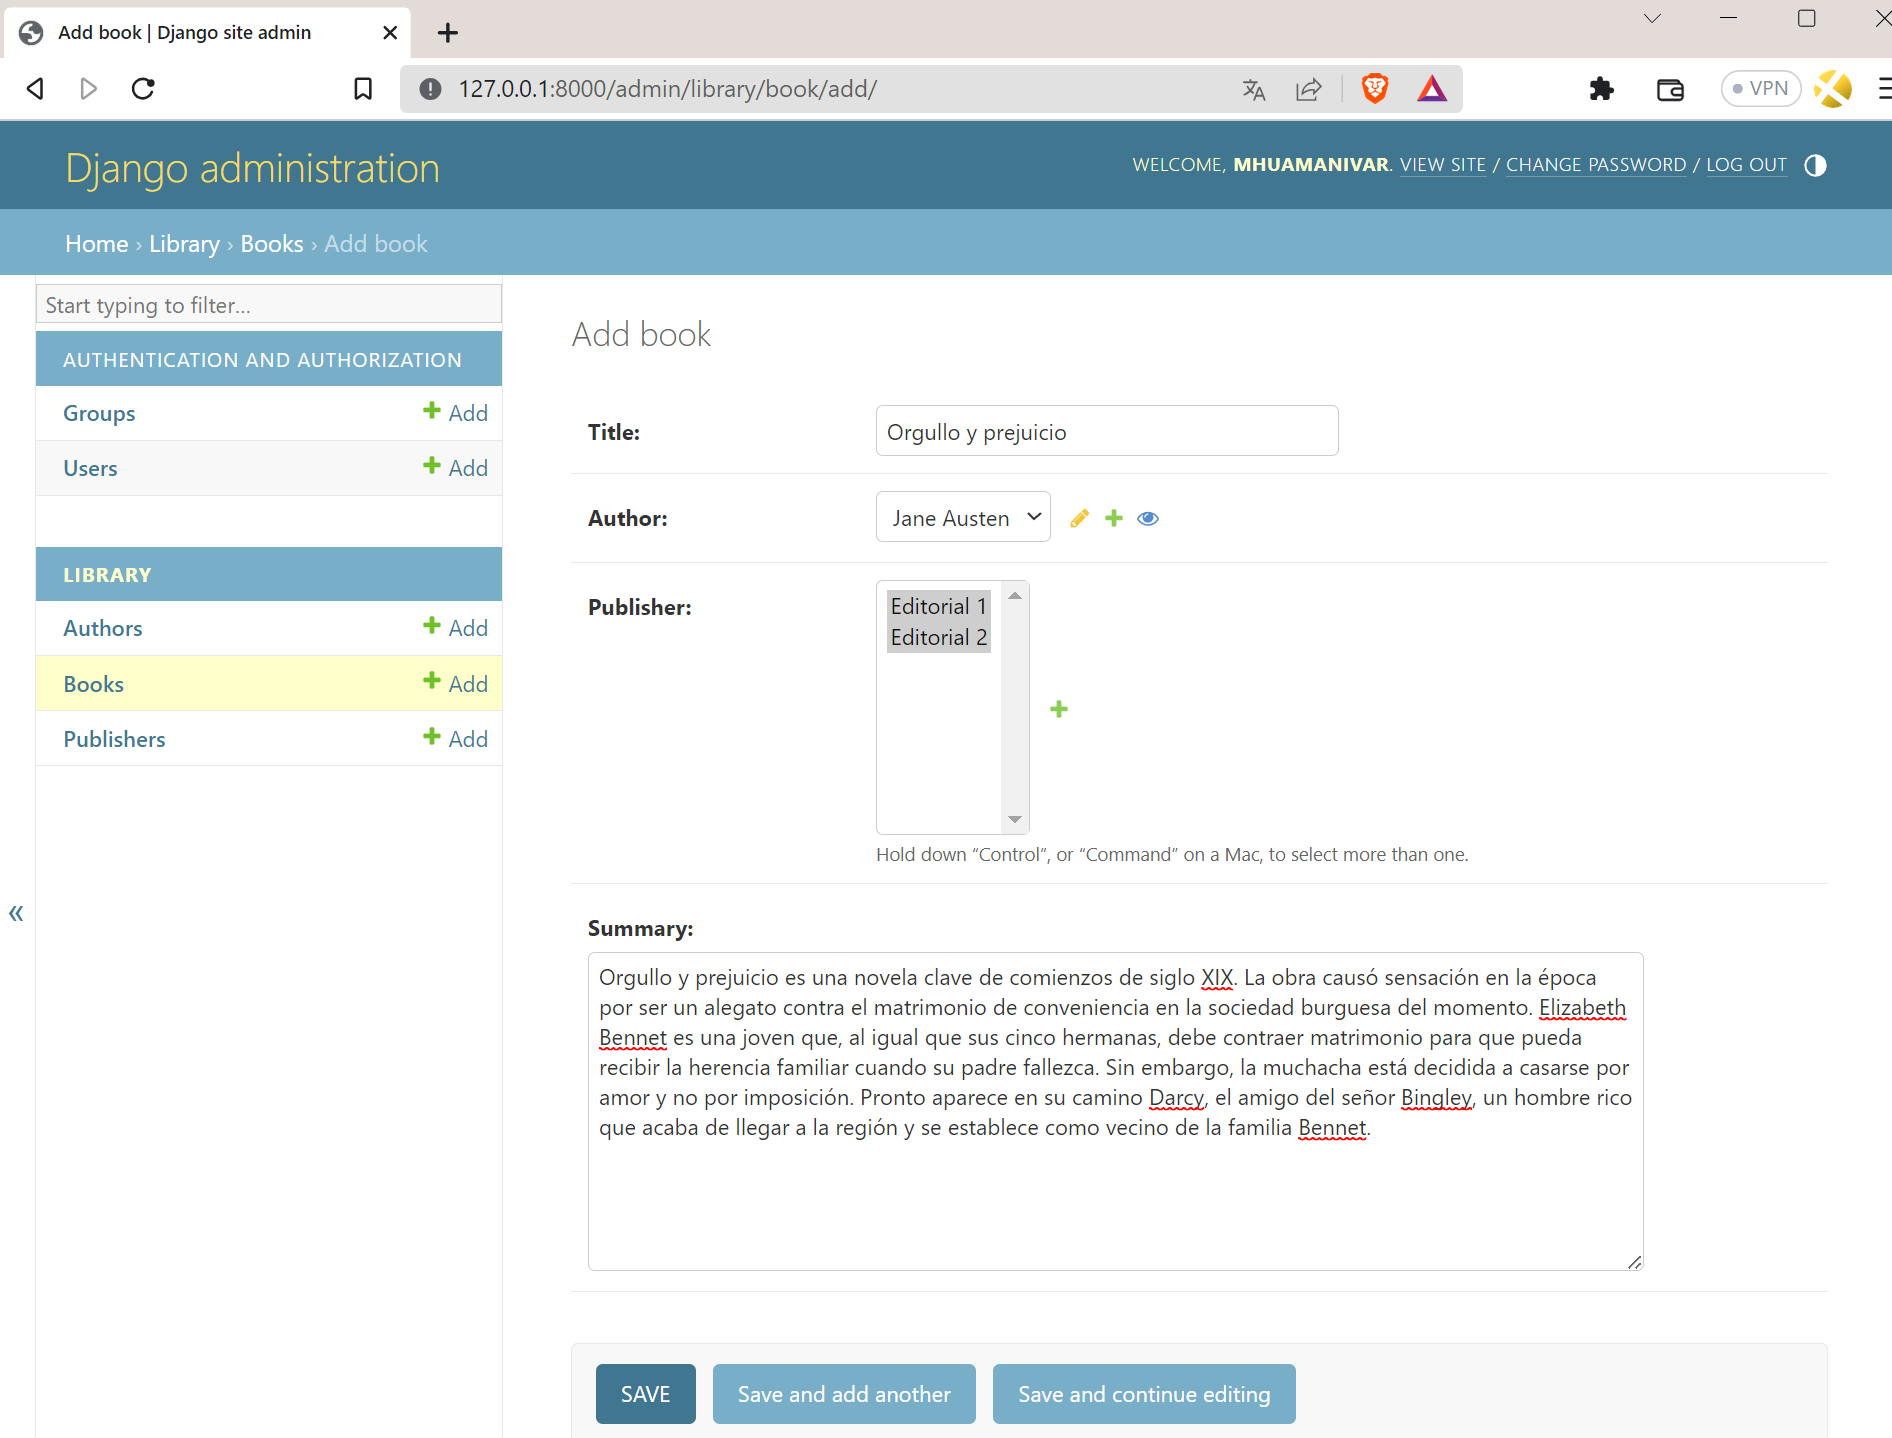 Add book | Django site admin
127.0.0.1:8000/admin/library/book/add/
VPN
Django administration
WELCOME, MHUAMANIVAR. VIEW SITE / CHANGE PASSWORD / LOG OUT
Home › Library › Books › Add book
Start typing to filter...
AUTHENTICATION AND AUTHORIZATION
Groups Add
Users Add
LIBRARY
Authors Add
Books Add
Publishers Add
«
Add book
Title: Orgullo y prejuicio
Author: Jane Austen
Publisher: Editorial 1
Editorial 2
Hold down “Control”, or “Command” on a Mac, to select more than one.
Summary:
Orgullo y prejuicio es una novela clave de comienzos de siglo XIX. La obra causó sensación en la época
por ser un alegato contra el matrimonio de conveniencia en la sociedad burguesa del momento. Elizabeth
Bennet es una joven que, al igual que sus cinco hermanas, debe contraer matrimonio para que pueda
recibir la herencia familiar cuando su padre fallezca. Sin embargo, la muchacha está decidida a casarse por
amor y no por imposición. Pronto aparece en su camino Darcy, el amigo del señor Bingley, un hombre rico
que acaba de llegar a la región y se establece como vecino de la familia Bennet.
SAVE Save and add another Save and continue editing